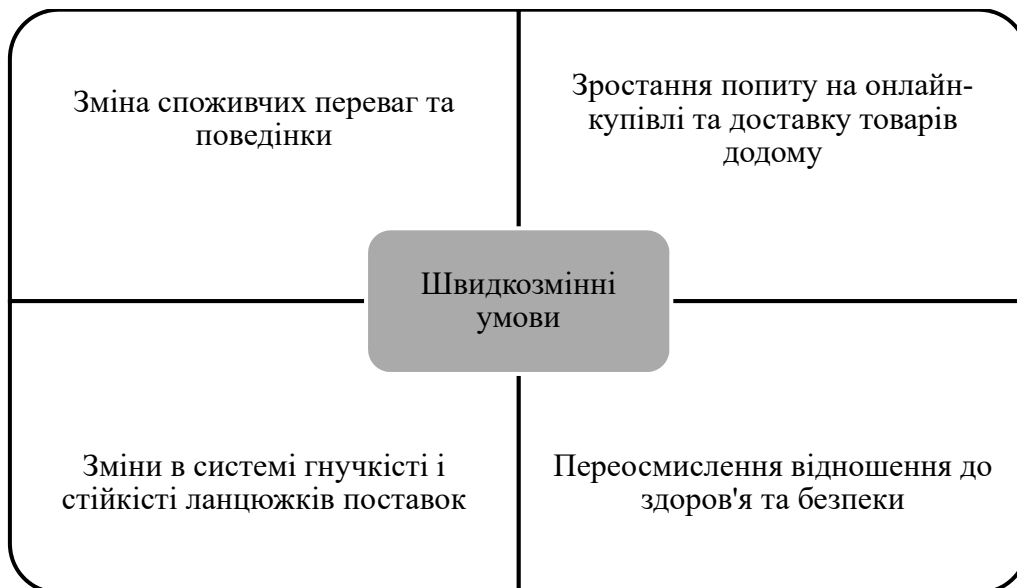 Зміна споживчих переваг та
поведінки
Зростання попиту на онлайн-
купівлі та доставку товарів
додому
Швидкозмінні
умови
Зміни в системі гнучкісті і
стійкісті ланцюжків поставок
Переосмислення відношення до
здоров'я та безпеки